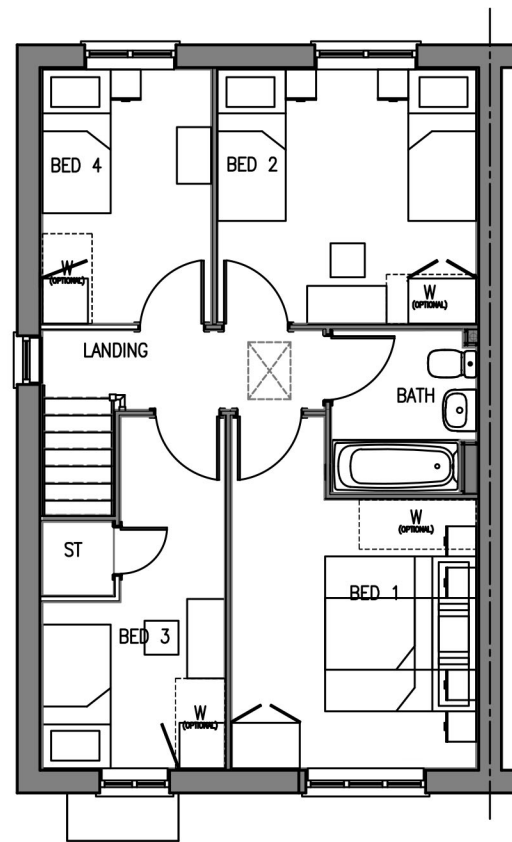 BED 4
BED 2
W
(OPTIONAL)
W
(OPTIONAL)
LANDING
BATH
W
(OPTIONAL)
ST
BED 1
BED 3
W
(OPTIONAL)